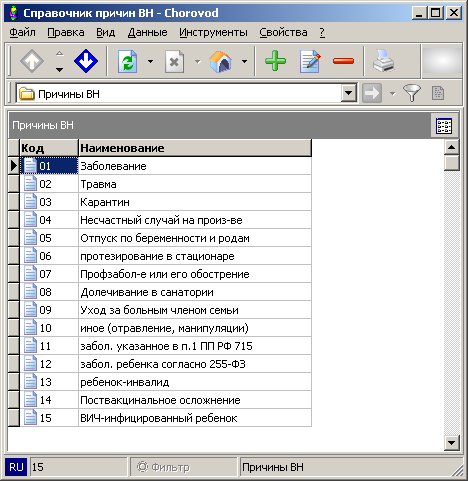 Справочник причин ВН - Chorovod
Файл Правка Вид Данные Инструменты Свойства ?
Причины ВН
Причины ВН
Код Наименование
01 Заболевание
02 Травма
03 Карантин
04 Несчастный случай на произ-ве
05 Отпуск по беременности и родам
06 протезирование в стационаре
07 Профзабол-е или его обострение
08 Долечивание в санатории
09 Уход за больным членом семьи
10 иное (отравление, манипуляции)
11 забол. указанное в п.1 ПП РФ 715
12 забол. ребенка согласно 255-ФЗ
13 ребенок-инвалид
14 Поствакцинальное осложнение
15 ВИЧ-инфицированный ребенок
RU 15 Фильтр Причины ВН